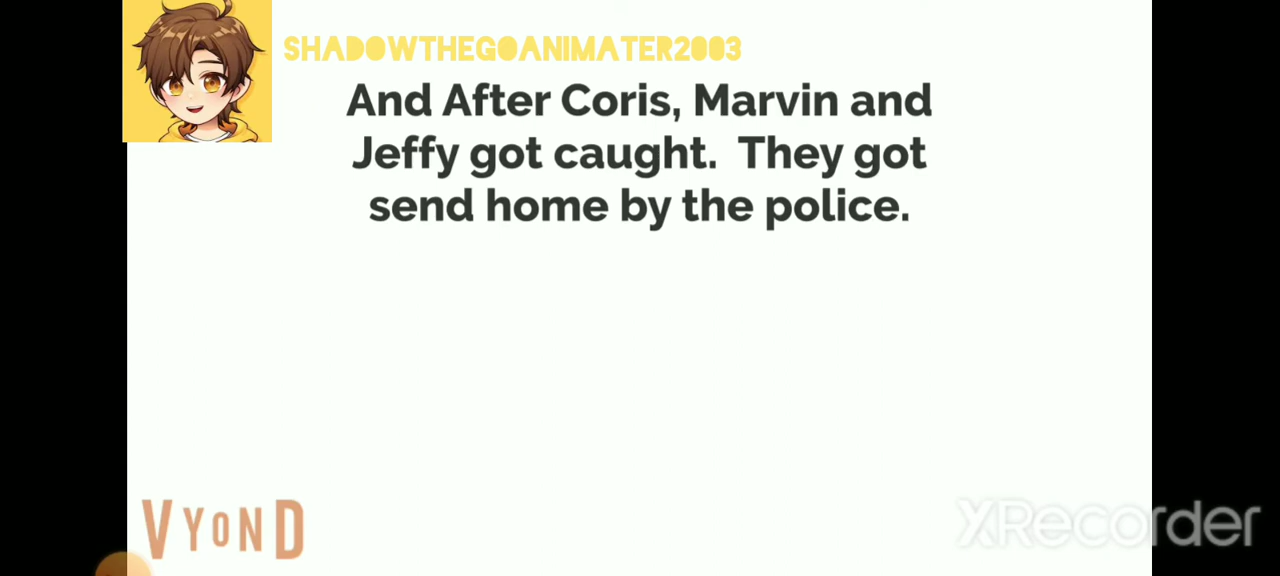 SHADOWTHEGOANIMATER2003
And After Coris, Marvin and
Jeffy got caught.  They got
send home by the police.
VYOND
XRecorder